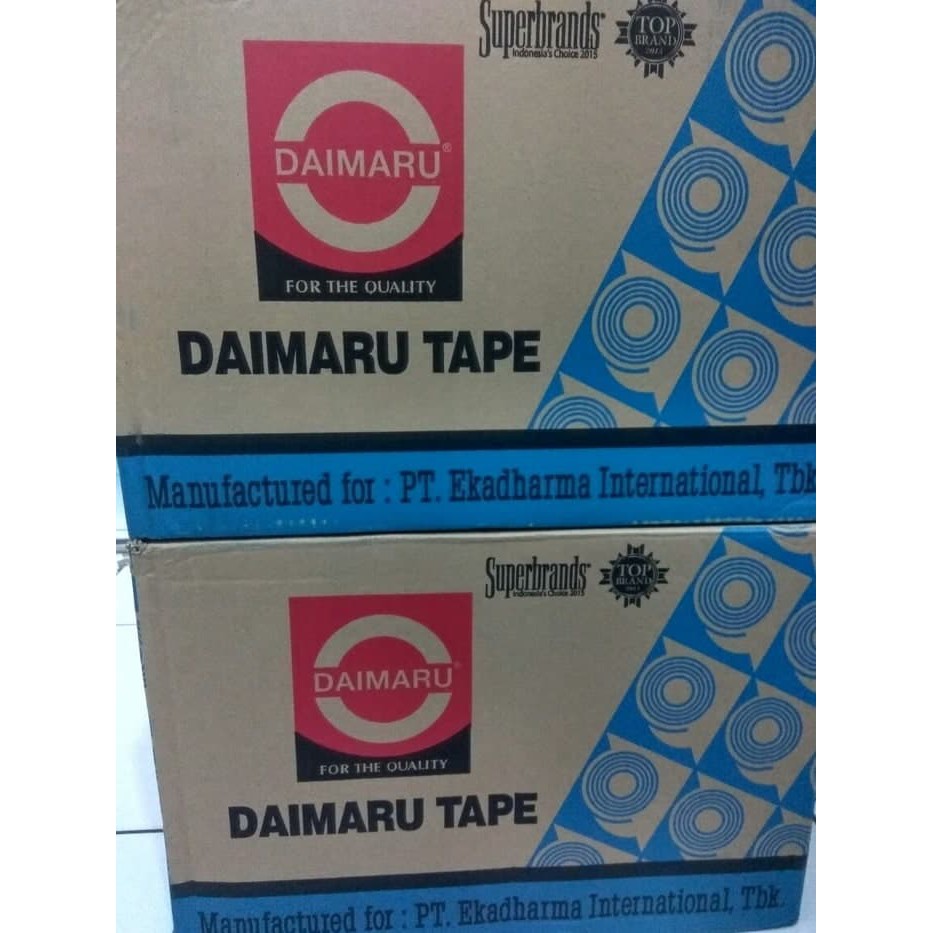 Superbrands
Indonesia's Choice 2015
TOP
BRAND
2015
DAIMARU®
FOR THE QUALITY
DAIMARU TAPE
Manufactured for : PT. Ekadharma International, Tbk
Superbrands
Indonesia's Choice 2015
TOP
BRAND
DAIMARU®
FOR THE QUALITY
DAIMARU TAPE
Manufactured for : PT. Ekadharma International, Tbk.